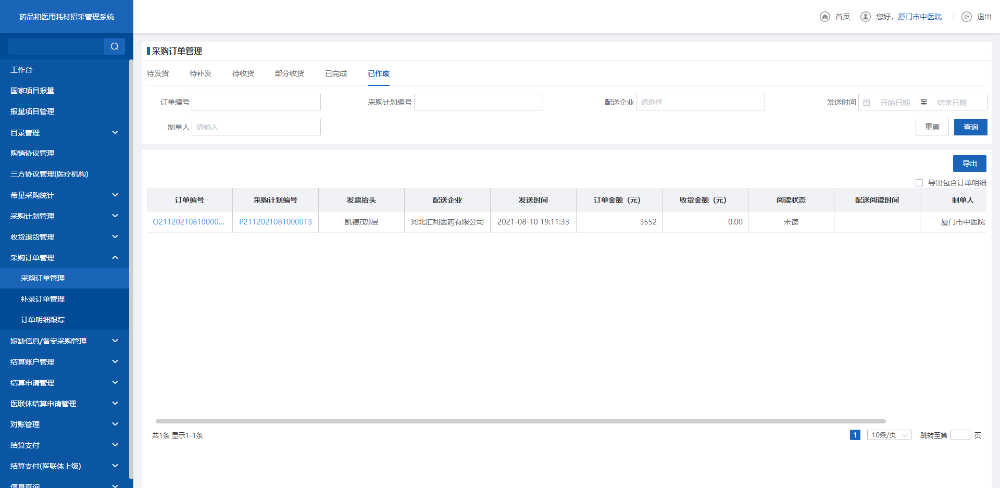 药品和医用耗材招采管理系统
首页 您好，厦门市中医院 退出
工作台
国家项目报量
报量项目管理
目录管理
购销协议管理
三方协议管理(医疗机构)
带量采购统计
采购计划管理
收货退货管理
采购订单管理
采购订单管理
补录订单管理
订单明细跟踪
短缺信息/备案采购管理
结算账户管理
结算申请管理
医联体结算申请管理
对账管理
结算支付
结算支付(医联体上级)
信息查询
采购订单管理
待发货 待补发 待收货 部分收货 已完成 已作废
订单编号 采购计划编号 配送企业 请选择 发送时间 开始日期 至 结束日期
制单人 请输入 重置 查询
导出
导出包含订单明细
订单编号 采购计划编号 发票抬头 配送企业 发送时间 订单金额（元） 收货金额（元） 阅读状态 配送阅读时间 制单人
O21120210810000... P2112021081000013 凯德茂9层 河北汇利医药有限公司 2021-08-10 19:11:33 3552 0.00 未读 厦门市中医院
共1条 显示1-1条 1 10条/页 跳转至第 页